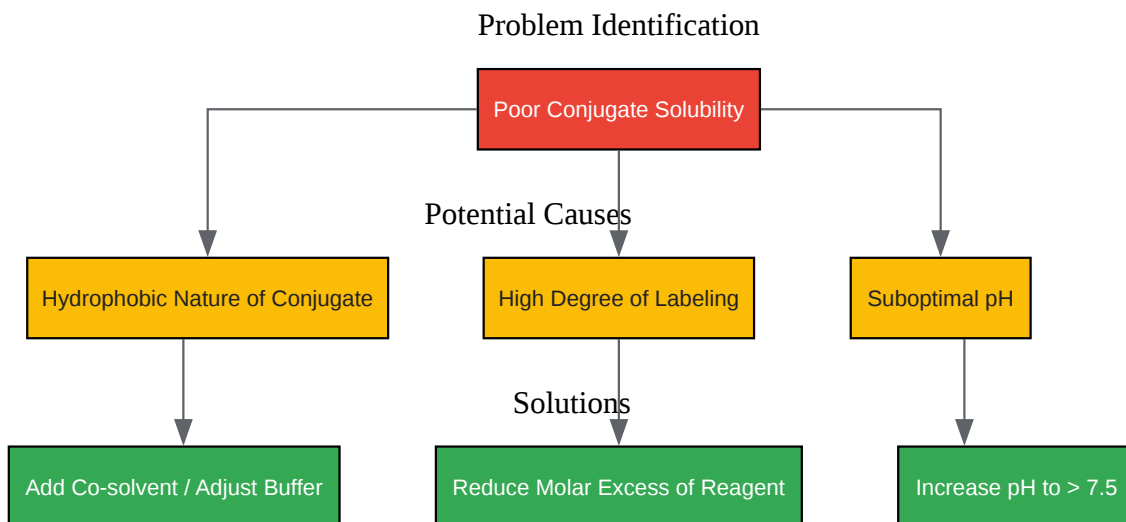 Problem Identification
Poor Conjugate Solubility
Potential Causes
Hydrophobic Nature of Conjugate
High Degree of Labeling
Suboptimal pH
Solutions
Add Co-solvent / Adjust Buffer
Reduce Molar Excess of Reagent
Increase pH to > 7.5